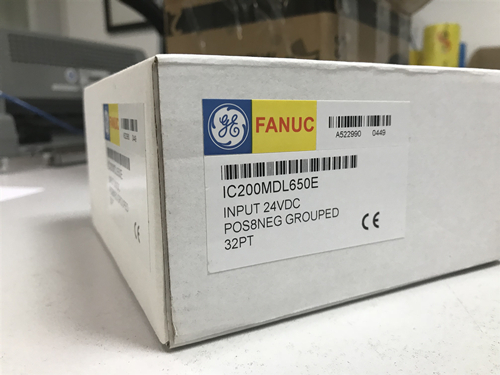 GE FANUC
A522990 0449
IC200MDL650E
INPUT 24VDC
POS8NEG GROUPED
32PT
CE